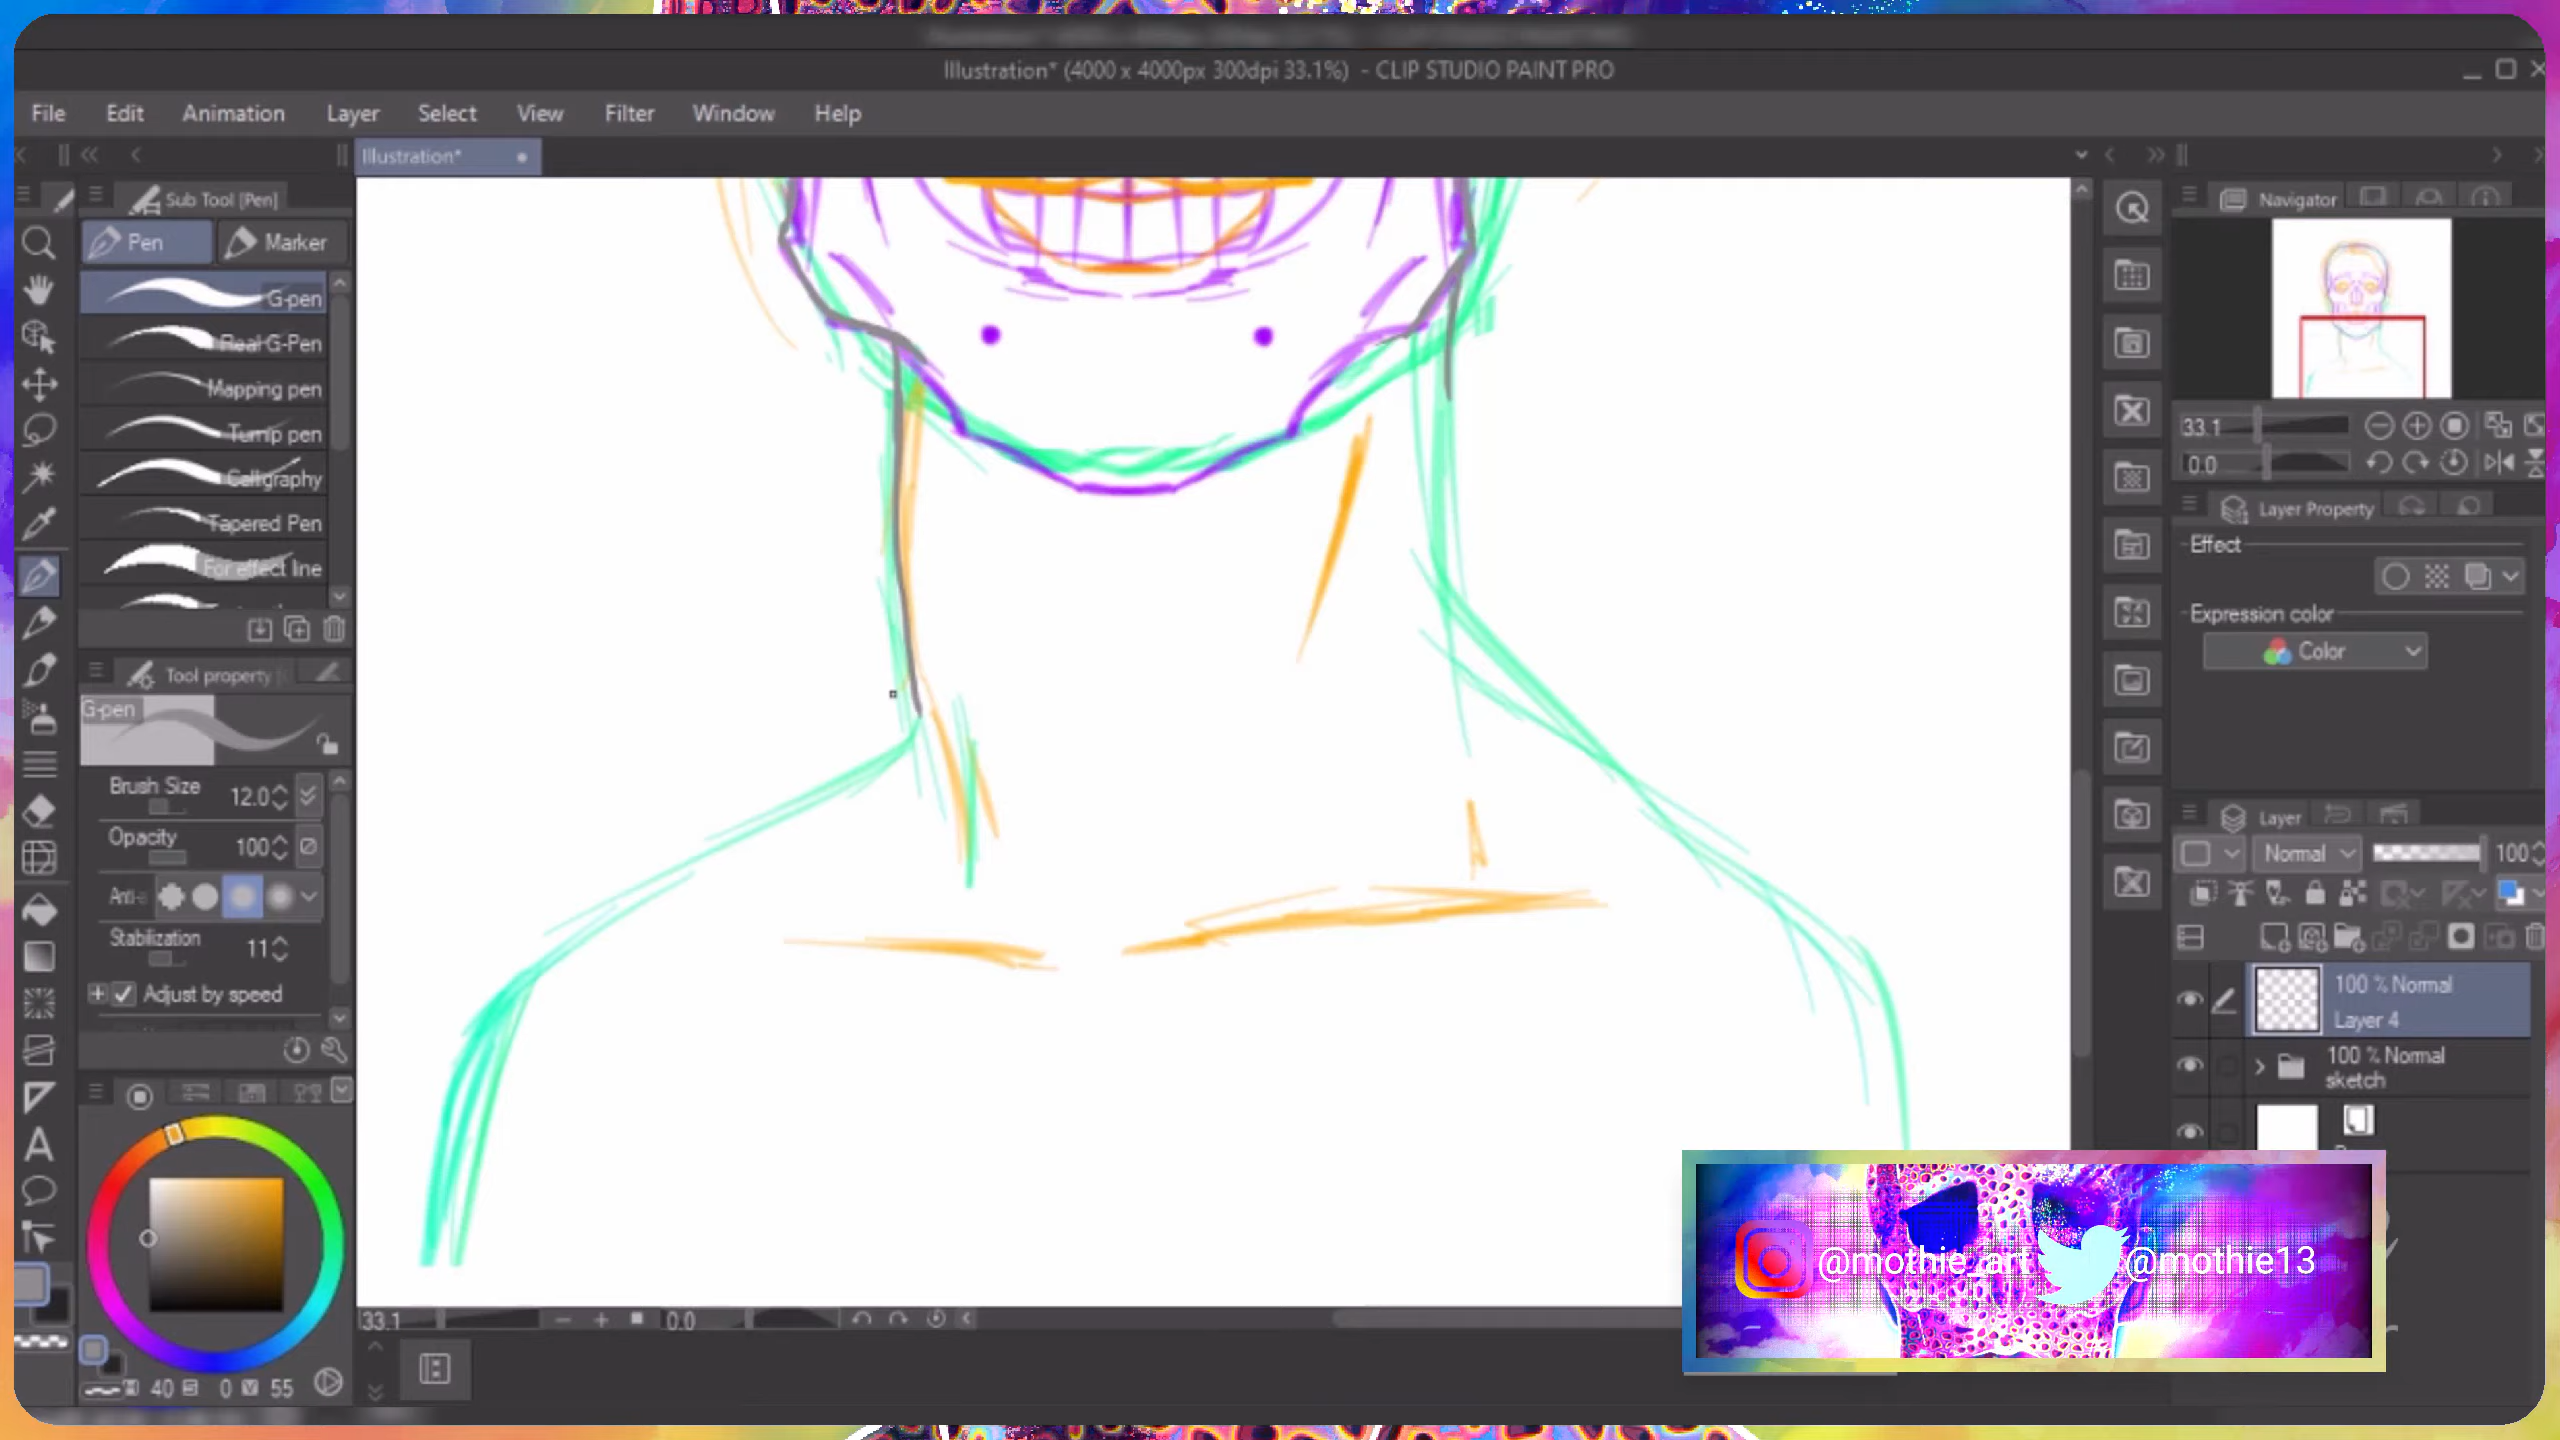 Illustration* (4000 x 4000px 300dpi 33.1%) - CLIP STUDIO PAINT PRO
File Edit Animation Layer Select View Filter Window Help
Illustration*
Sub Tool [Pen]
Pen Marker
G-pen
Real G-Pen
Mapping pen
Turnip pen
Calligraphy
Tapered Pen
For effect line
Tool property
G-pen
Brush Size 12.0
Opacity 100
Anti-
Stabilization 11
Adjust by speed
40 0 55
33.1 0.0
Navigator
33.1
0.0
Layer Property
Effect
Expression color
Color
Layer
Normal 100
100 % Normal
Layer 4
100 % Normal
sketch
@mothie_art @mothie13